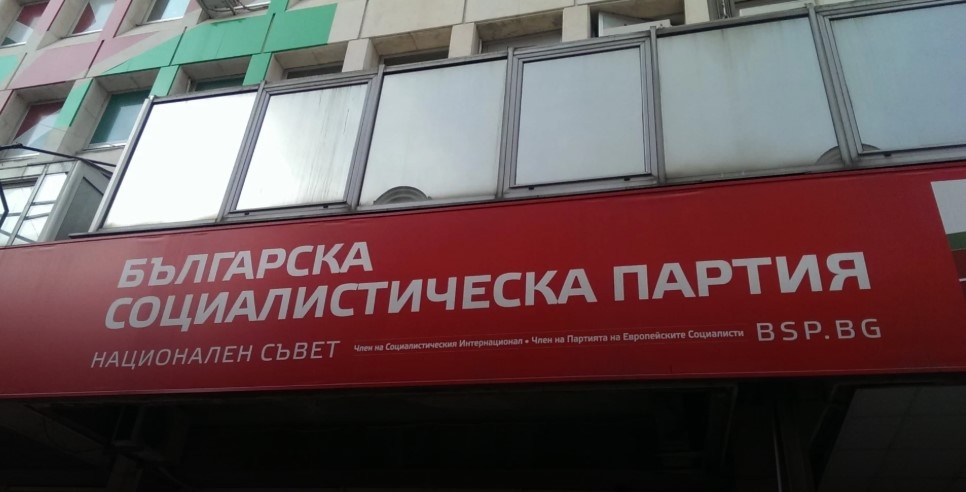 БЪЛГАРСКА
СОЦИАЛИСТИЧЕСКА ПАРТИЯ
НАЦИОНАЛЕН СЪВЕТ Член на Социалистическия Интернационал • Член на Партията на Европейските Социалисти BSP.BG